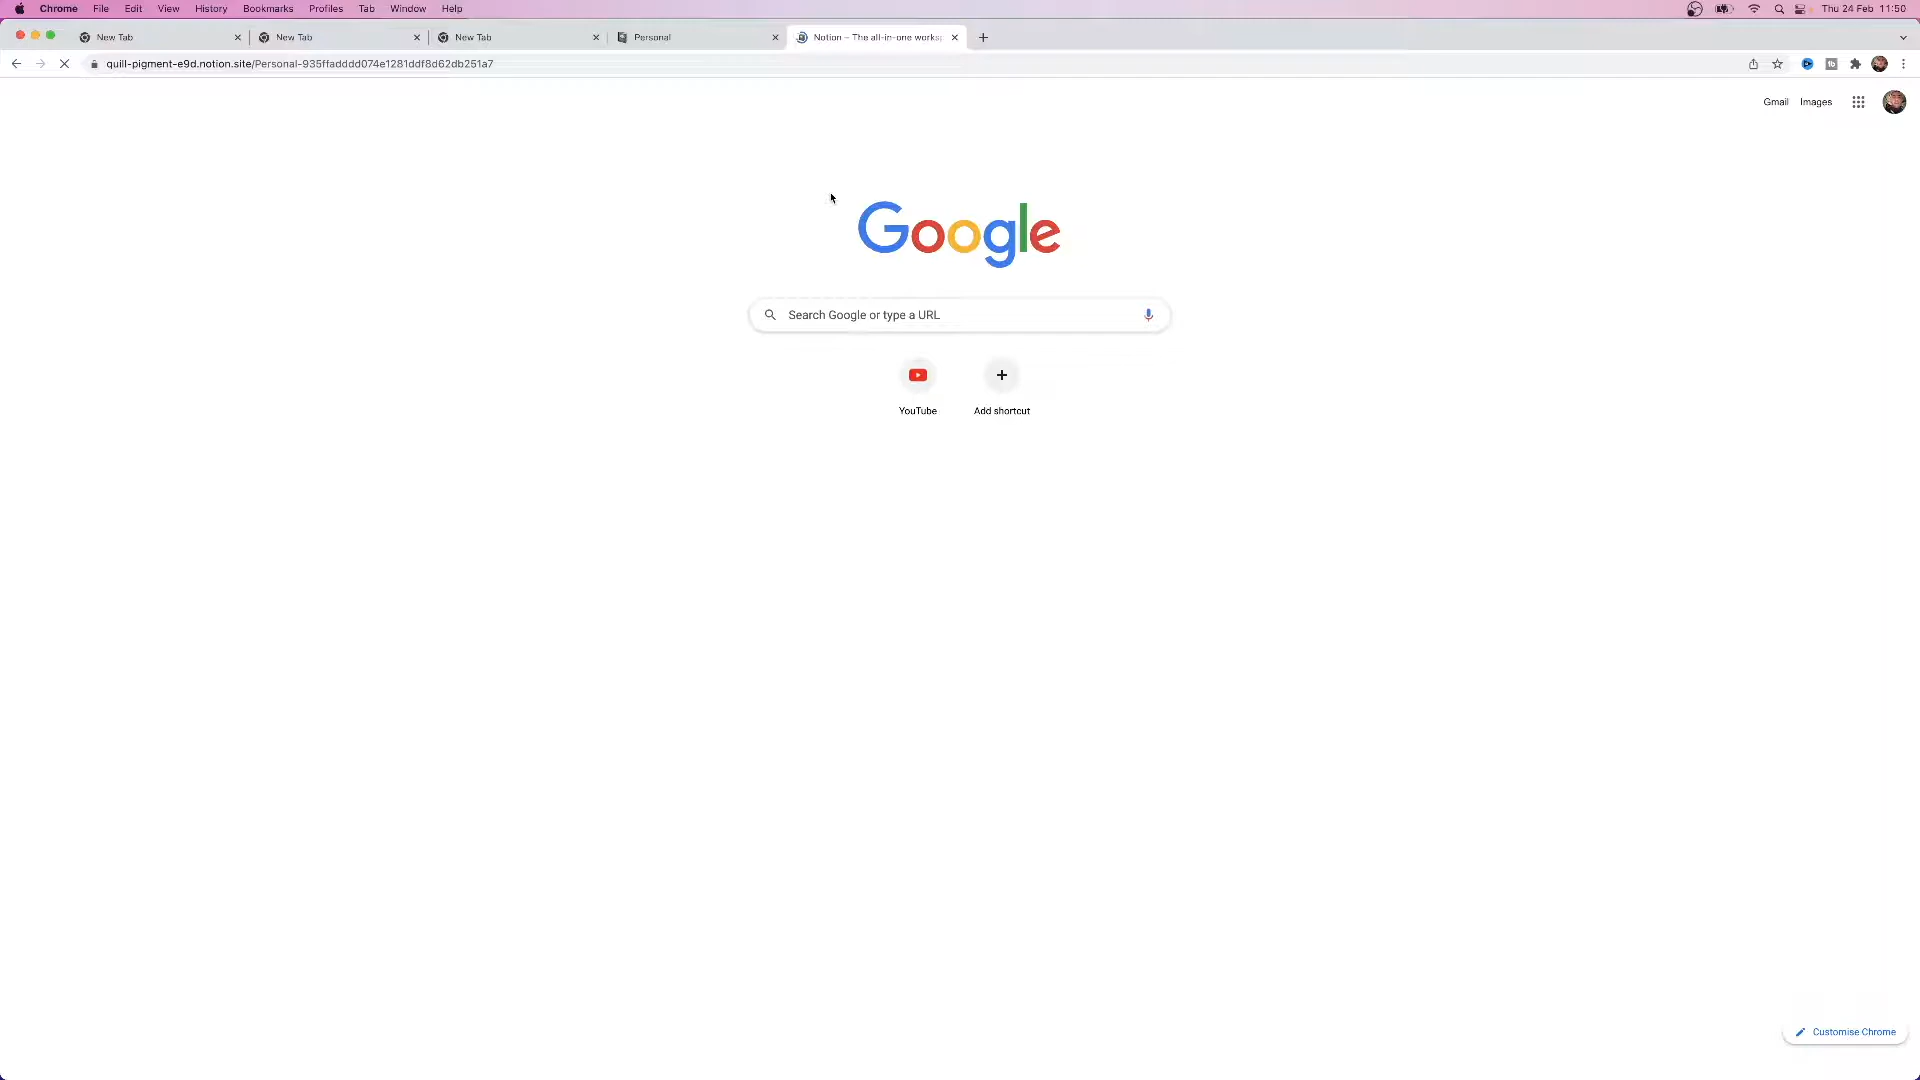 Chrome File Edit View History Bookmarks Profiles Tab Window Help Thu 24 Feb 11:50
New Tab New Tab New Tab Personal Notion – The all-in-one works
quill-pigment-e9d.notion.site/Personal-935ffadddd074e1281ddf8d62db251a7
Gmail Images
Google
Search Google or type a URL
YouTube Add shortcut
Customise Chrome